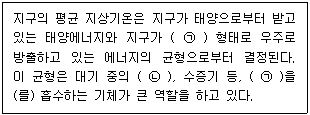 지구의 평균 지상기온은 지구가 태양으로부터 받고
있는 태양에너지와 지구가 ( ㉠ ) 형태로 우주로
방출하고 있는 에너지의 균형으로부터 결정된다.
이 균형은 대기 중의 ( ㉡ ), 수증기 등, ( ㉠ )을
(를) 흡수하는 기체가 큰 역할을 하고 있다.